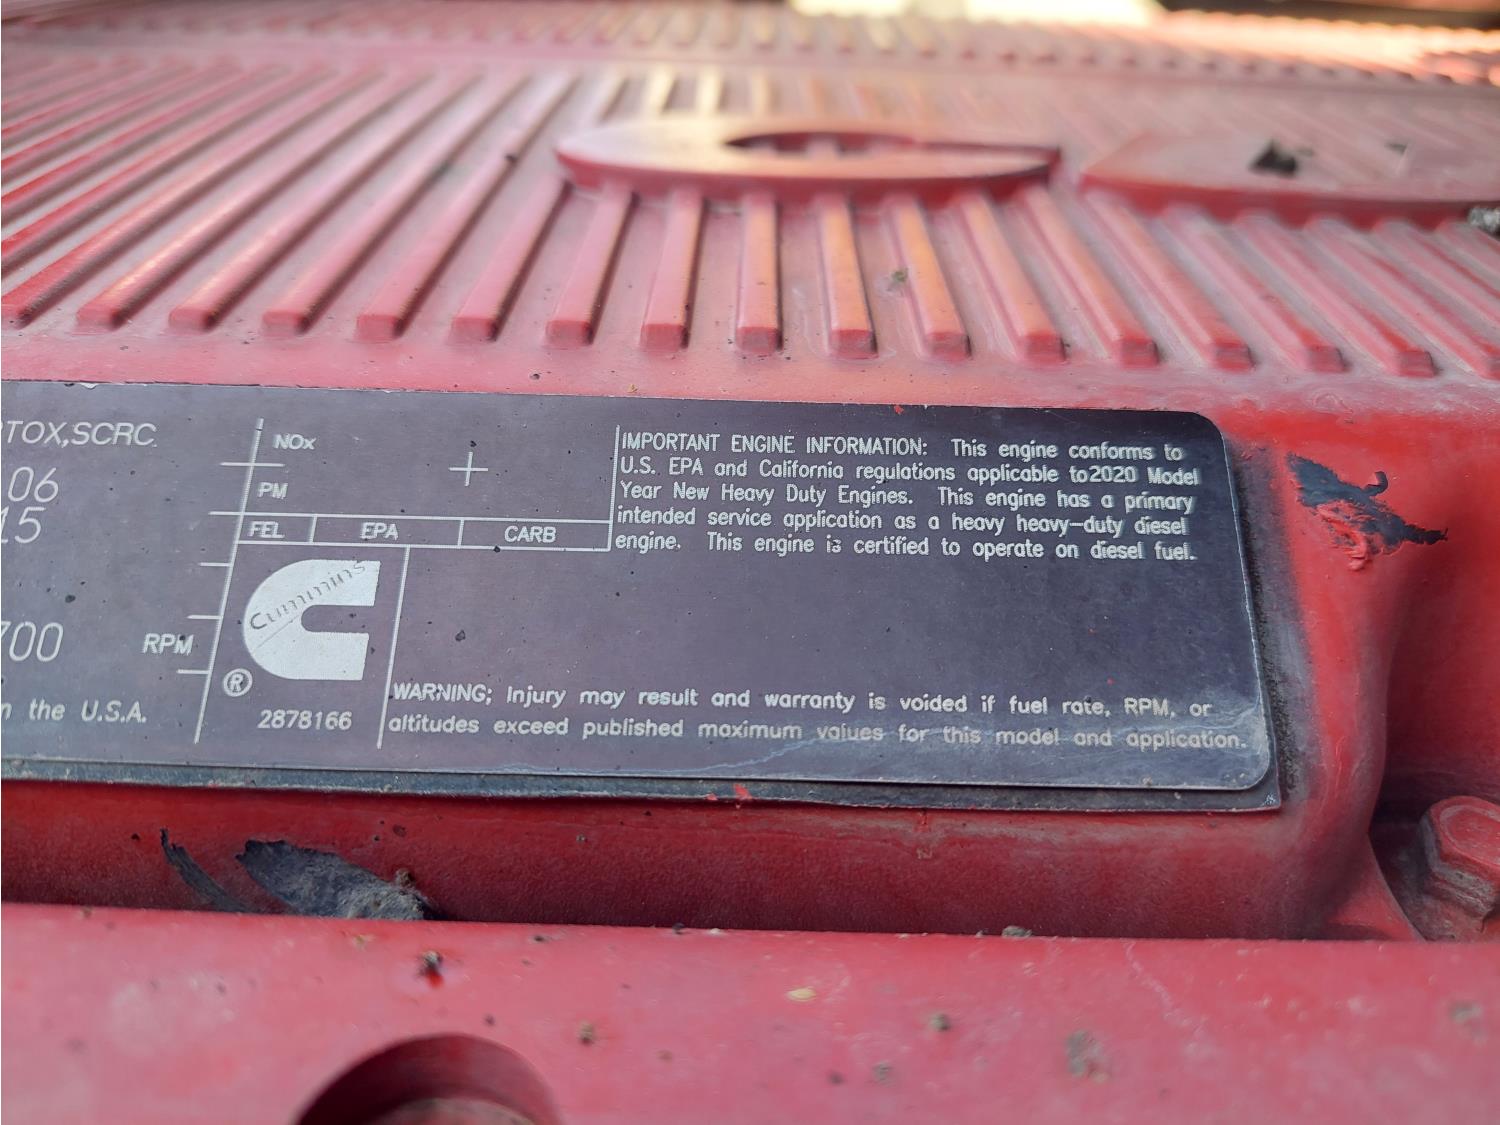 TOX,SCRC
06
15
700 RPM
n the U.S.A.
NOx
PM
FEL EPA CARB
Cummins
®
2878166
IMPORTANT ENGINE INFORMATION: This engine conforms to
U.S. EPA and California regulations applicable to2020 Model
Year New Heavy Duty Engines. This engine has a primary
intended service application as a heavy heavy-duty diesel
engine. This engine is certified to operate on diesel fuel.
WARNING; Injury may result and warranty is voided if fuel rate, RPM, or
altitudes exceed published maximum values for this model and application.